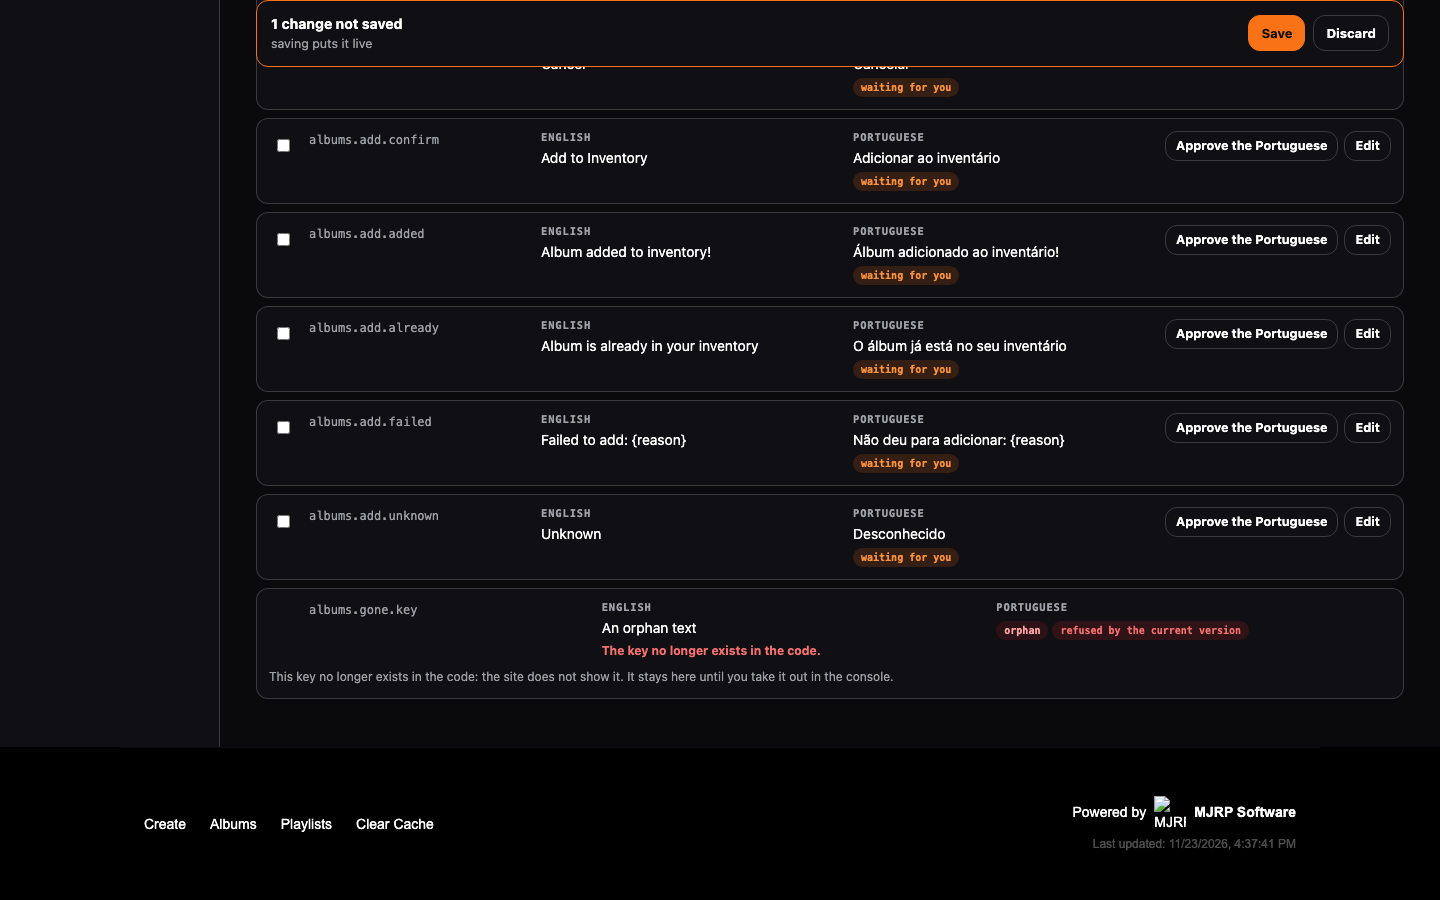 1 change not saved
saving puts it live
Save
Discard
waiting for you
albums.add.confirm
ENGLISH
Add to Inventory
PORTUGUESE
Adicionar ao inventário
waiting for you
Approve the Portuguese
Edit
albums.add.added
ENGLISH
Album added to inventory!
PORTUGUESE
Álbum adicionado ao inventário!
waiting for you
Approve the Portuguese
Edit
albums.add.already
ENGLISH
Album is already in your inventory
PORTUGUESE
O álbum já está no seu inventário
waiting for you
Approve the Portuguese
Edit
albums.add.failed
ENGLISH
Failed to add: {reason}
PORTUGUESE
Não deu para adicionar: {reason}
waiting for you
Approve the Portuguese
Edit
albums.add.unknown
ENGLISH
Unknown
PORTUGUESE
Desconhecido
waiting for you
Approve the Portuguese
Edit
albums.gone.key
ENGLISH
An orphan text
The key no longer exists in the code.
PORTUGUESE
orphan
refused by the current version
This key no longer exists in the code: the site does not show it. It stays here until you take it out in the console.
Create
Albums
Playlists
Clear Cache
Powered by
MJRP Software
Last updated: 11/23/2026, 4:37:41 PM